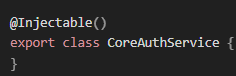 @Injectable()
export class CoreAuthService {
}